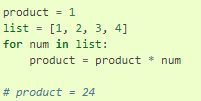 product = 1
list = [1, 2, 3, 4]
for num in list:
    product = product * num

# product = 24